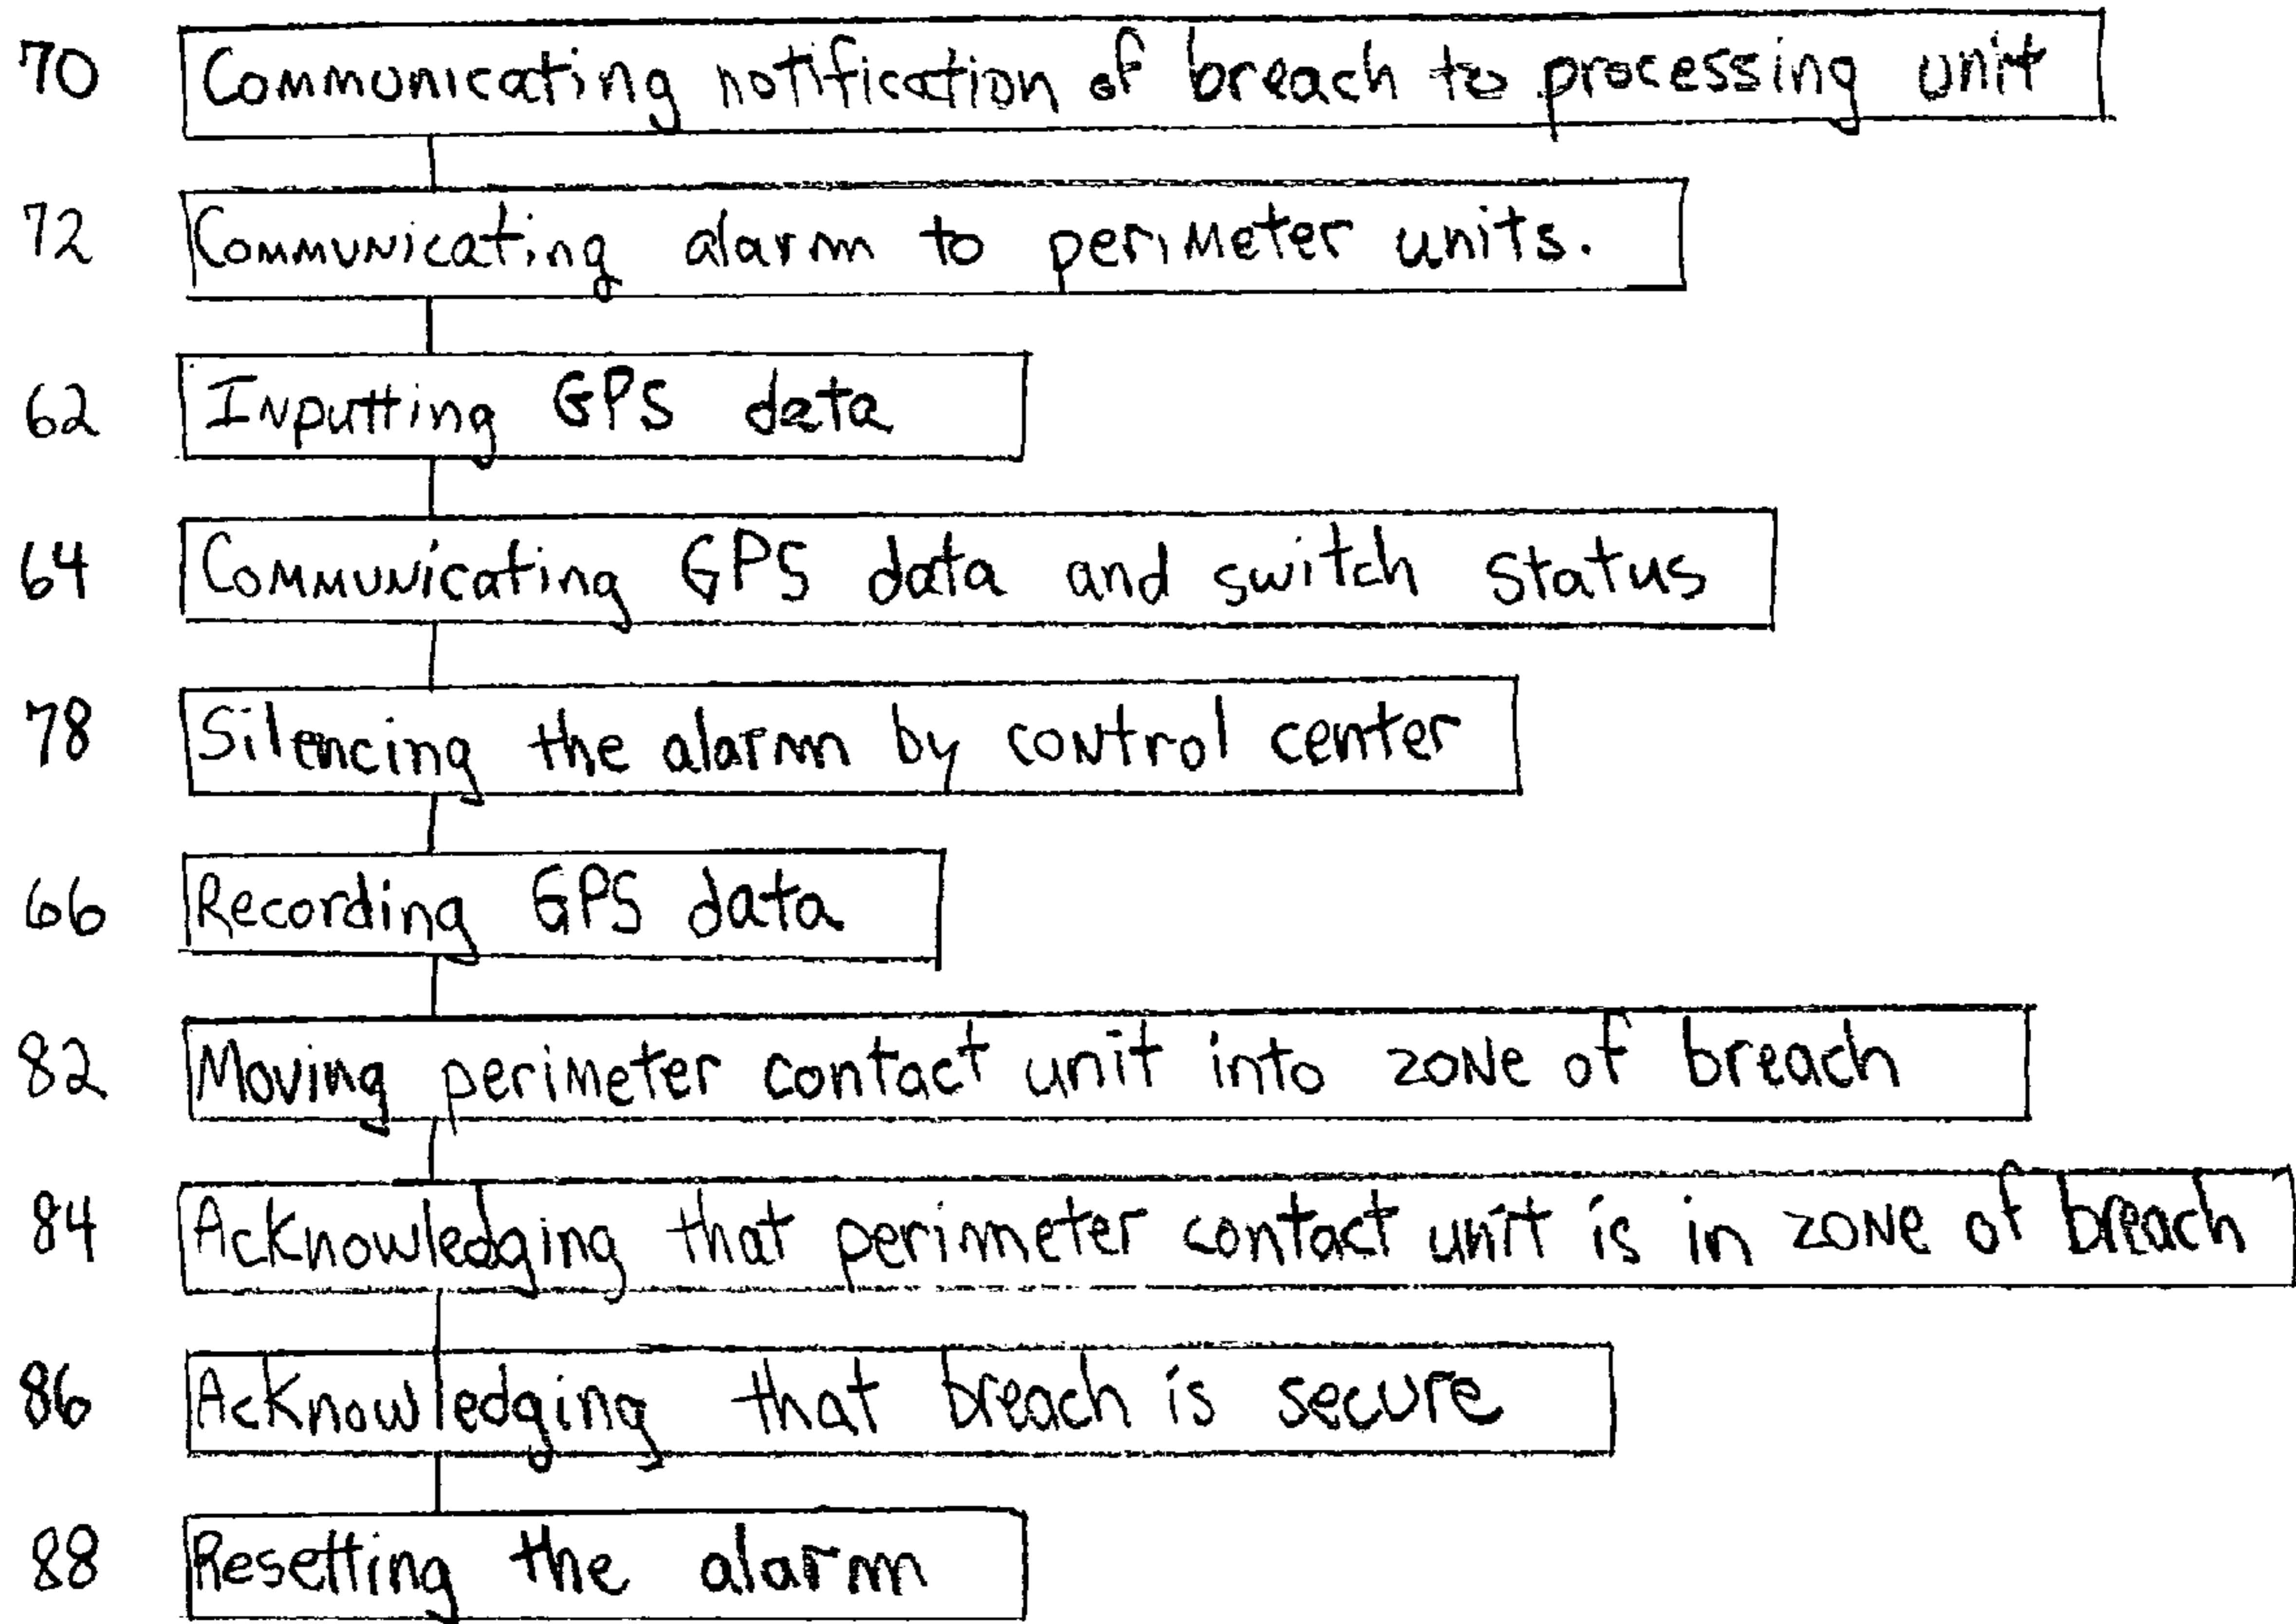 70 Communicating notification of breach to processing unit
72 Communicating alarm to perimeter units.
62 Inputting GPS data
64 Communicating GPS data and switch status
78 Silencing the alarm by control center
66 Recording GPS data
82 Moving perimeter contact unit into zone of breach
84 Acknowledging that perimeter contact unit is in zone of breach
86 Acknowledging that breach is secure
88 Resetting the alarm